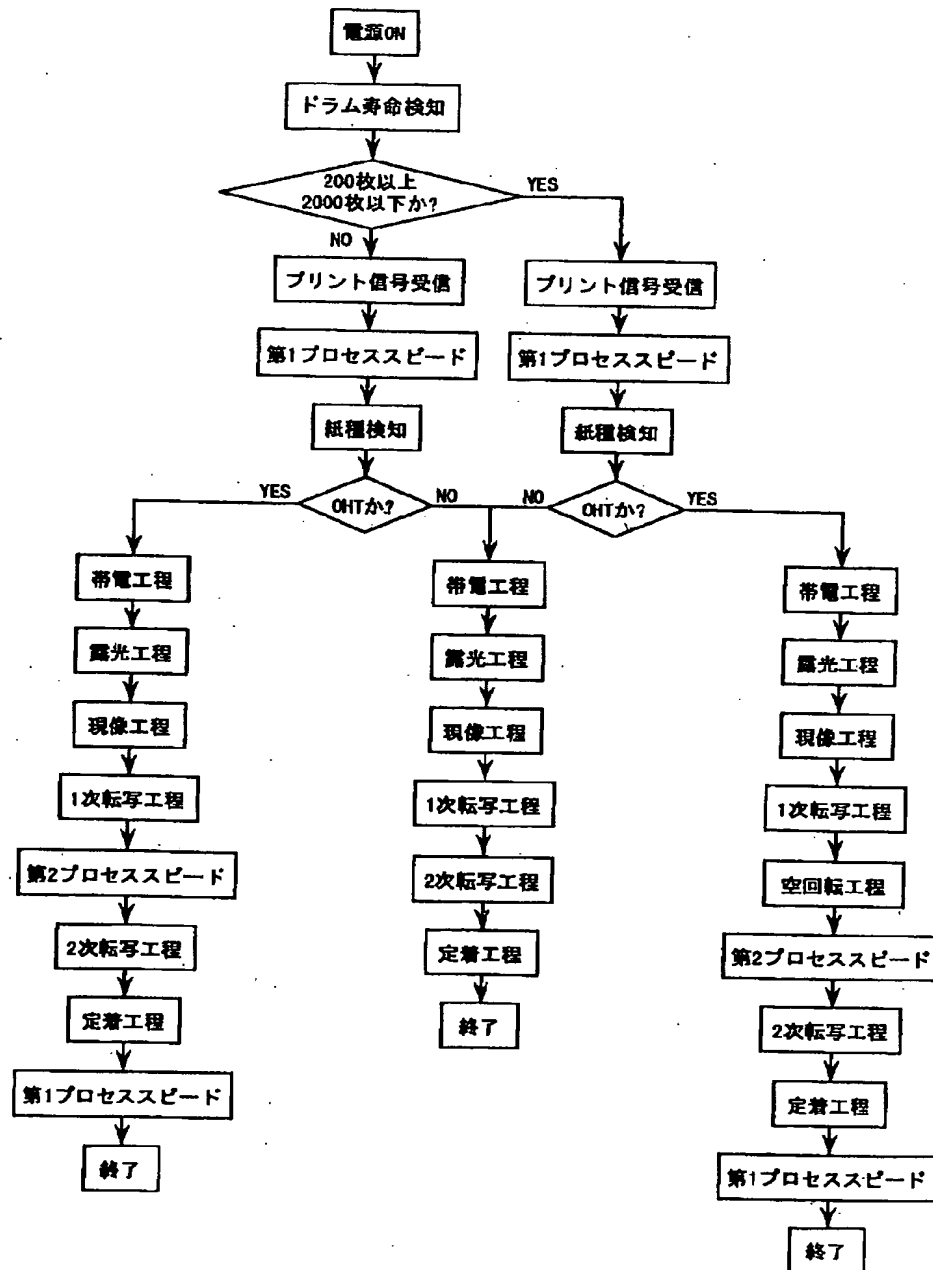 電源ON
ドラム寿命検知
200枚以上
2000枚以下か?
YES
NO
プリント信号受信
プリント信号受信
第1プロセススピード
第1プロセススピード
紙種検知
紙種検知
YES
OHTか?
NO
NO
OHTか?
YES
帯電工程
露光工程
現像工程
1次転写工程
第2プロセススピード
2次転写工程
定着工程
第1プロセススピード
終了
帯電工程
露光工程
現像工程
1次転写工程
2次転写工程
定着工程
終了
帯電工程
露光工程
現像工程
1次転写工程
空回転工程
第2プロセススピード
2次転写工程
定着工程
第1プロセススピード
終了